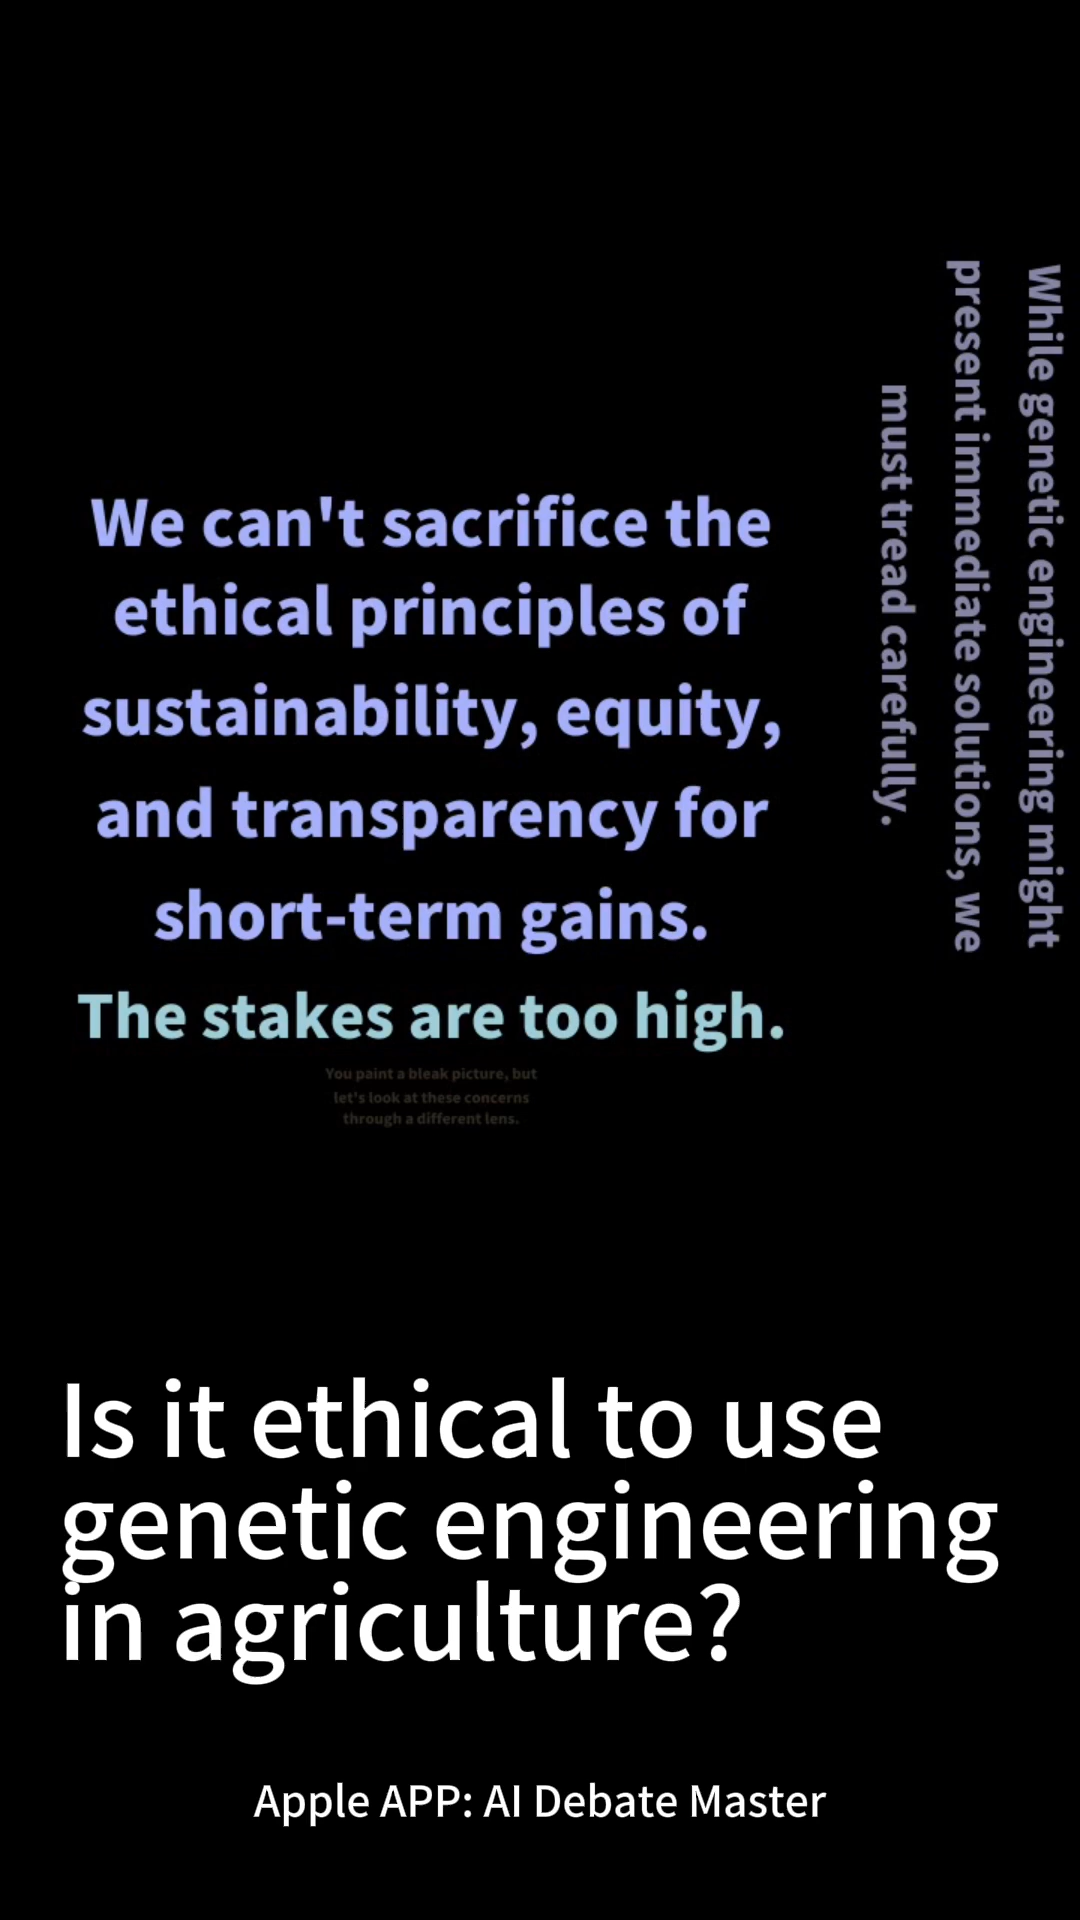 While genetic engineering might
present immediate solutions, we
must tread carefully.
We can't sacrifice the
ethical principles of
sustainability, equity,
and transparency for
short-term gains.
The stakes are too high.
You paint a bleak picture, but
let's look at these concerns
through a different lens.
Is it ethical to use
genetic engineering
in agriculture?
Apple APP: AI Debate Master